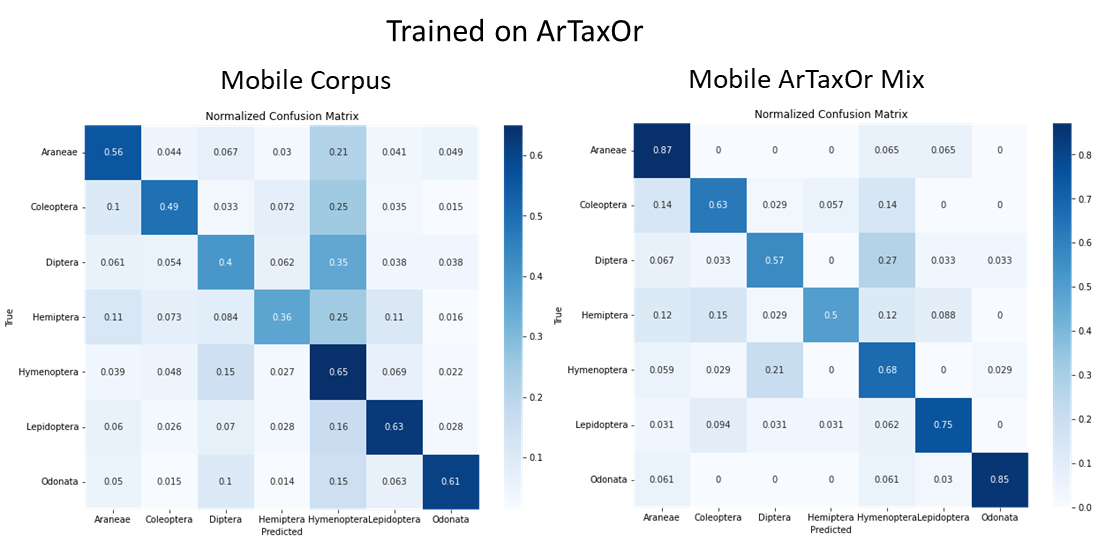 Trained on ArTaxOr
Mobile Corpus
Normalized Confusion Matrix
True
Araneae 0.56 0.044 0.067 0.03 0.21 0.041 0.049
Coleoptera 0.1 0.49 0.033 0.072 0.25 0.035 0.015
Diptera 0.061 0.054 0.4 0.062 0.35 0.038 0.038
Hemiptera 0.11 0.073 0.084 0.36 0.25 0.11 0.016
Hymenoptera 0.039 0.048 0.15 0.027 0.65 0.069 0.022
Lepidoptera 0.06 0.026 0.07 0.028 0.16 0.63 0.028
Odonata 0.05 0.015 0.1 0.014 0.15 0.063 0.61
Araneae Coleoptera Diptera Hemiptera Hymenoptera Lepidoptera Odonata
Predicted
0.6
0.5
0.4
0.3
0.2
0.1
Mobile ArTaxOr Mix
Normalized Confusion Matrix
True
Araneae 0.87 0 0 0 0.065 0.065 0
Coleoptera 0.14 0.63 0.029 0.057 0.14 0 0
Diptera 0.067 0.033 0.57 0 0.27 0.033 0.033
Hemiptera 0.12 0.15 0.029 0.5 0.12 0.088 0
Hymenoptera 0.059 0.029 0.21 0 0.68 0 0.029
Lepidoptera 0.031 0.094 0.031 0.031 0.062 0.75 0
Odonata 0.061 0 0 0 0.061 0.03 0.85
Araneae Coleoptera Diptera Hemiptera Hymenoptera Lepidoptera Odonata
Predicted
0.8
0.7
0.6
0.5
0.4
0.3
0.2
0.1
0.0